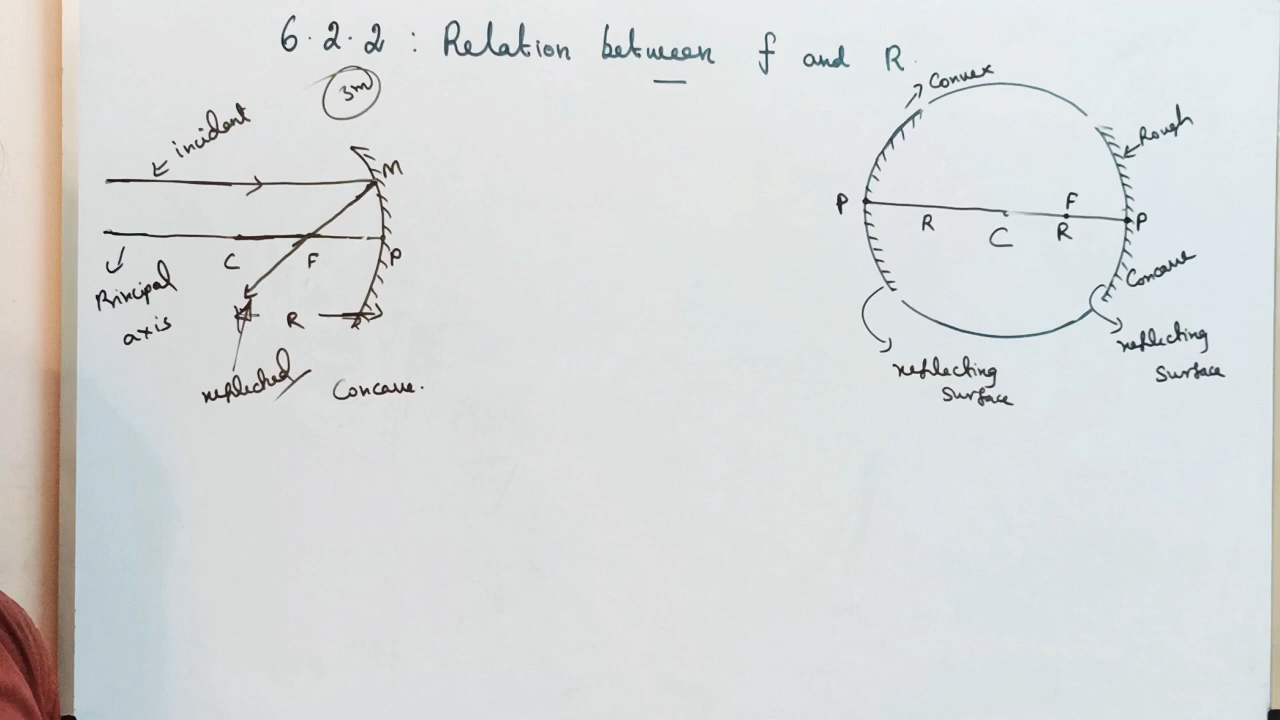 6.2.2 : Relation between f and R.
3m
incident
M
C
F
P
Principal
axis
R
reflected
Concave.
Convex
Rough
P
R
C
F
R
P
Concave
reflecting
Surface
reflecting
Surface